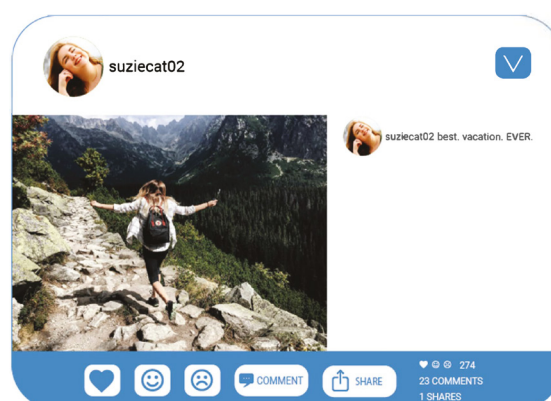 suziecat02
suziecat02 best. vacation. EVER.
COMMENT
SHARE
274
23 COMMENTS
1 SHARES